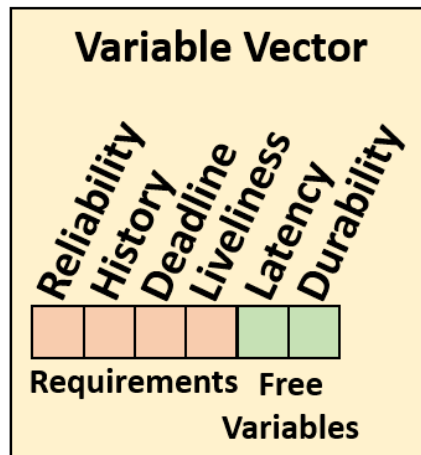 Variable Vector
Reliability
History
Deadline
Liveliness
Latency
Durability
Requirements
Free
Variables